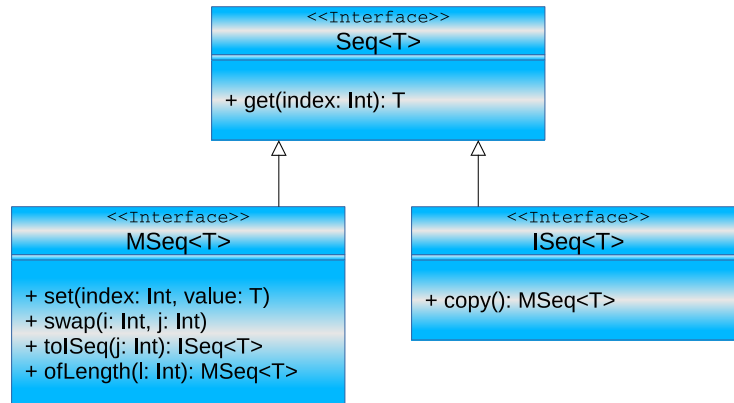 <<Interface>>
Seq<T>
+ get(index: Int): T
<<Interface>>
MSeq<T>
+ set(index: Int, value: T)
+ swap(i: Int, j: Int)
+ toISeq(j: Int): ISeq<T>
+ ofLength(l: Int): MSeq<T>
<<Interface>>
ISeq<T>
+ copy(): MSeq<T>